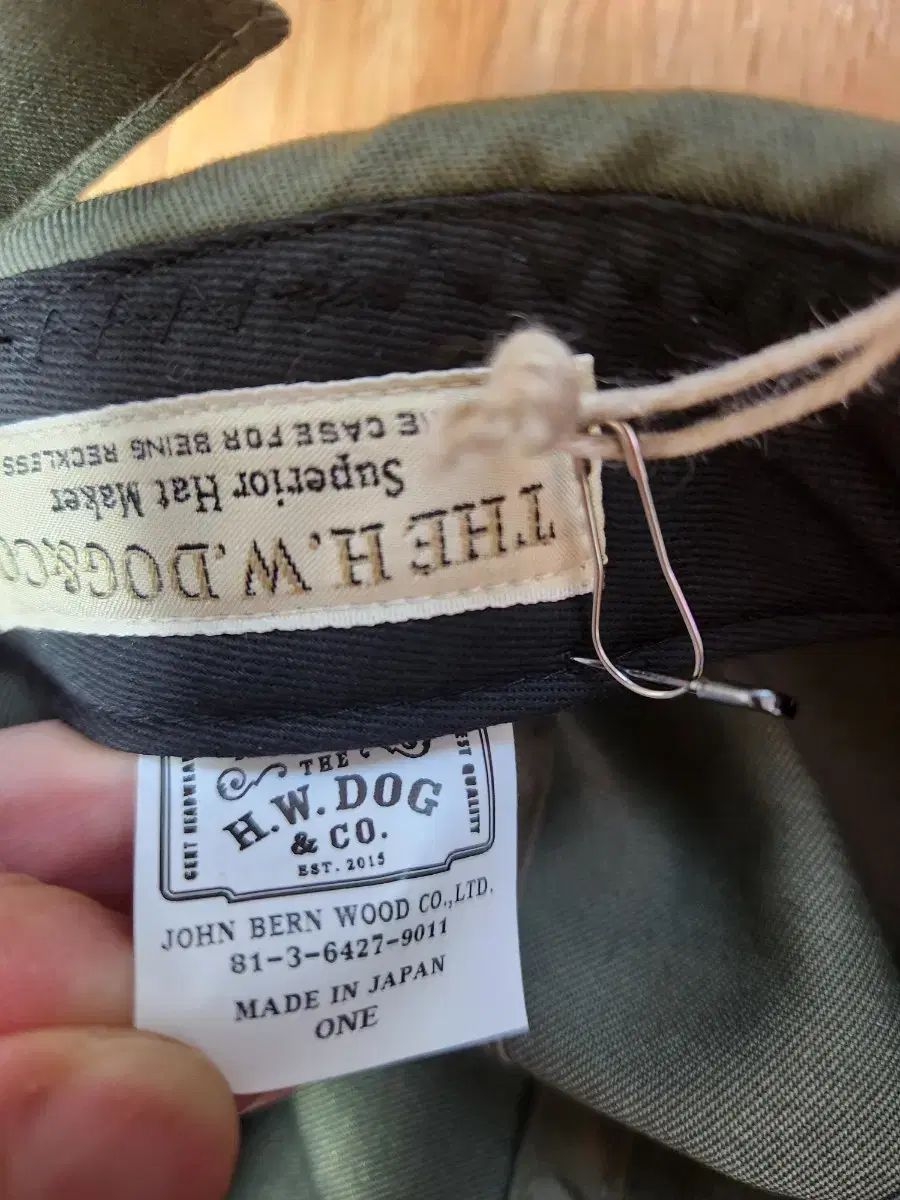 THE H.W.DOG&CO
Superior Hat Maker
CASE FOR BEING RECKLESS
THE
H.W.DOG
& CO.
EST. 2015
QUALITY
JOHN BERN WOOD CO.,LTD.
81-3-6427-9011
MADE IN JAPAN
ONE